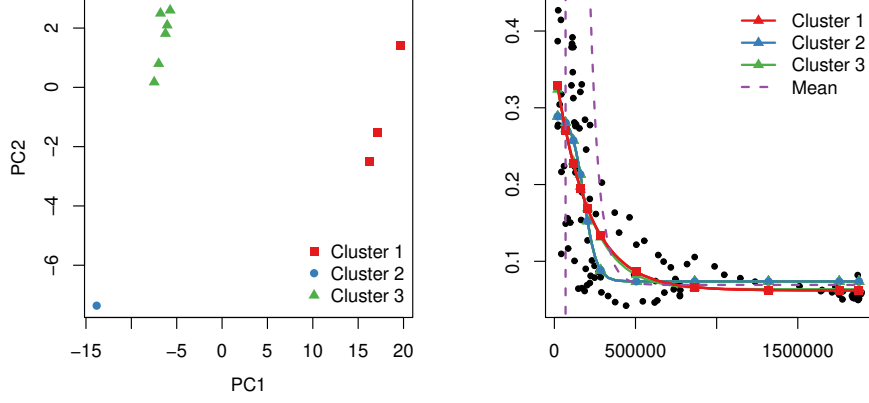 2
0
−2
−4
−6
PC2
−15
−5
0
5
10
15
20
PC1
Cluster 1
Cluster 2
Cluster 3
0.4
0.3
0.2
0.1
0
500000
1500000
Cluster 1
Cluster 2
Cluster 3
Mean